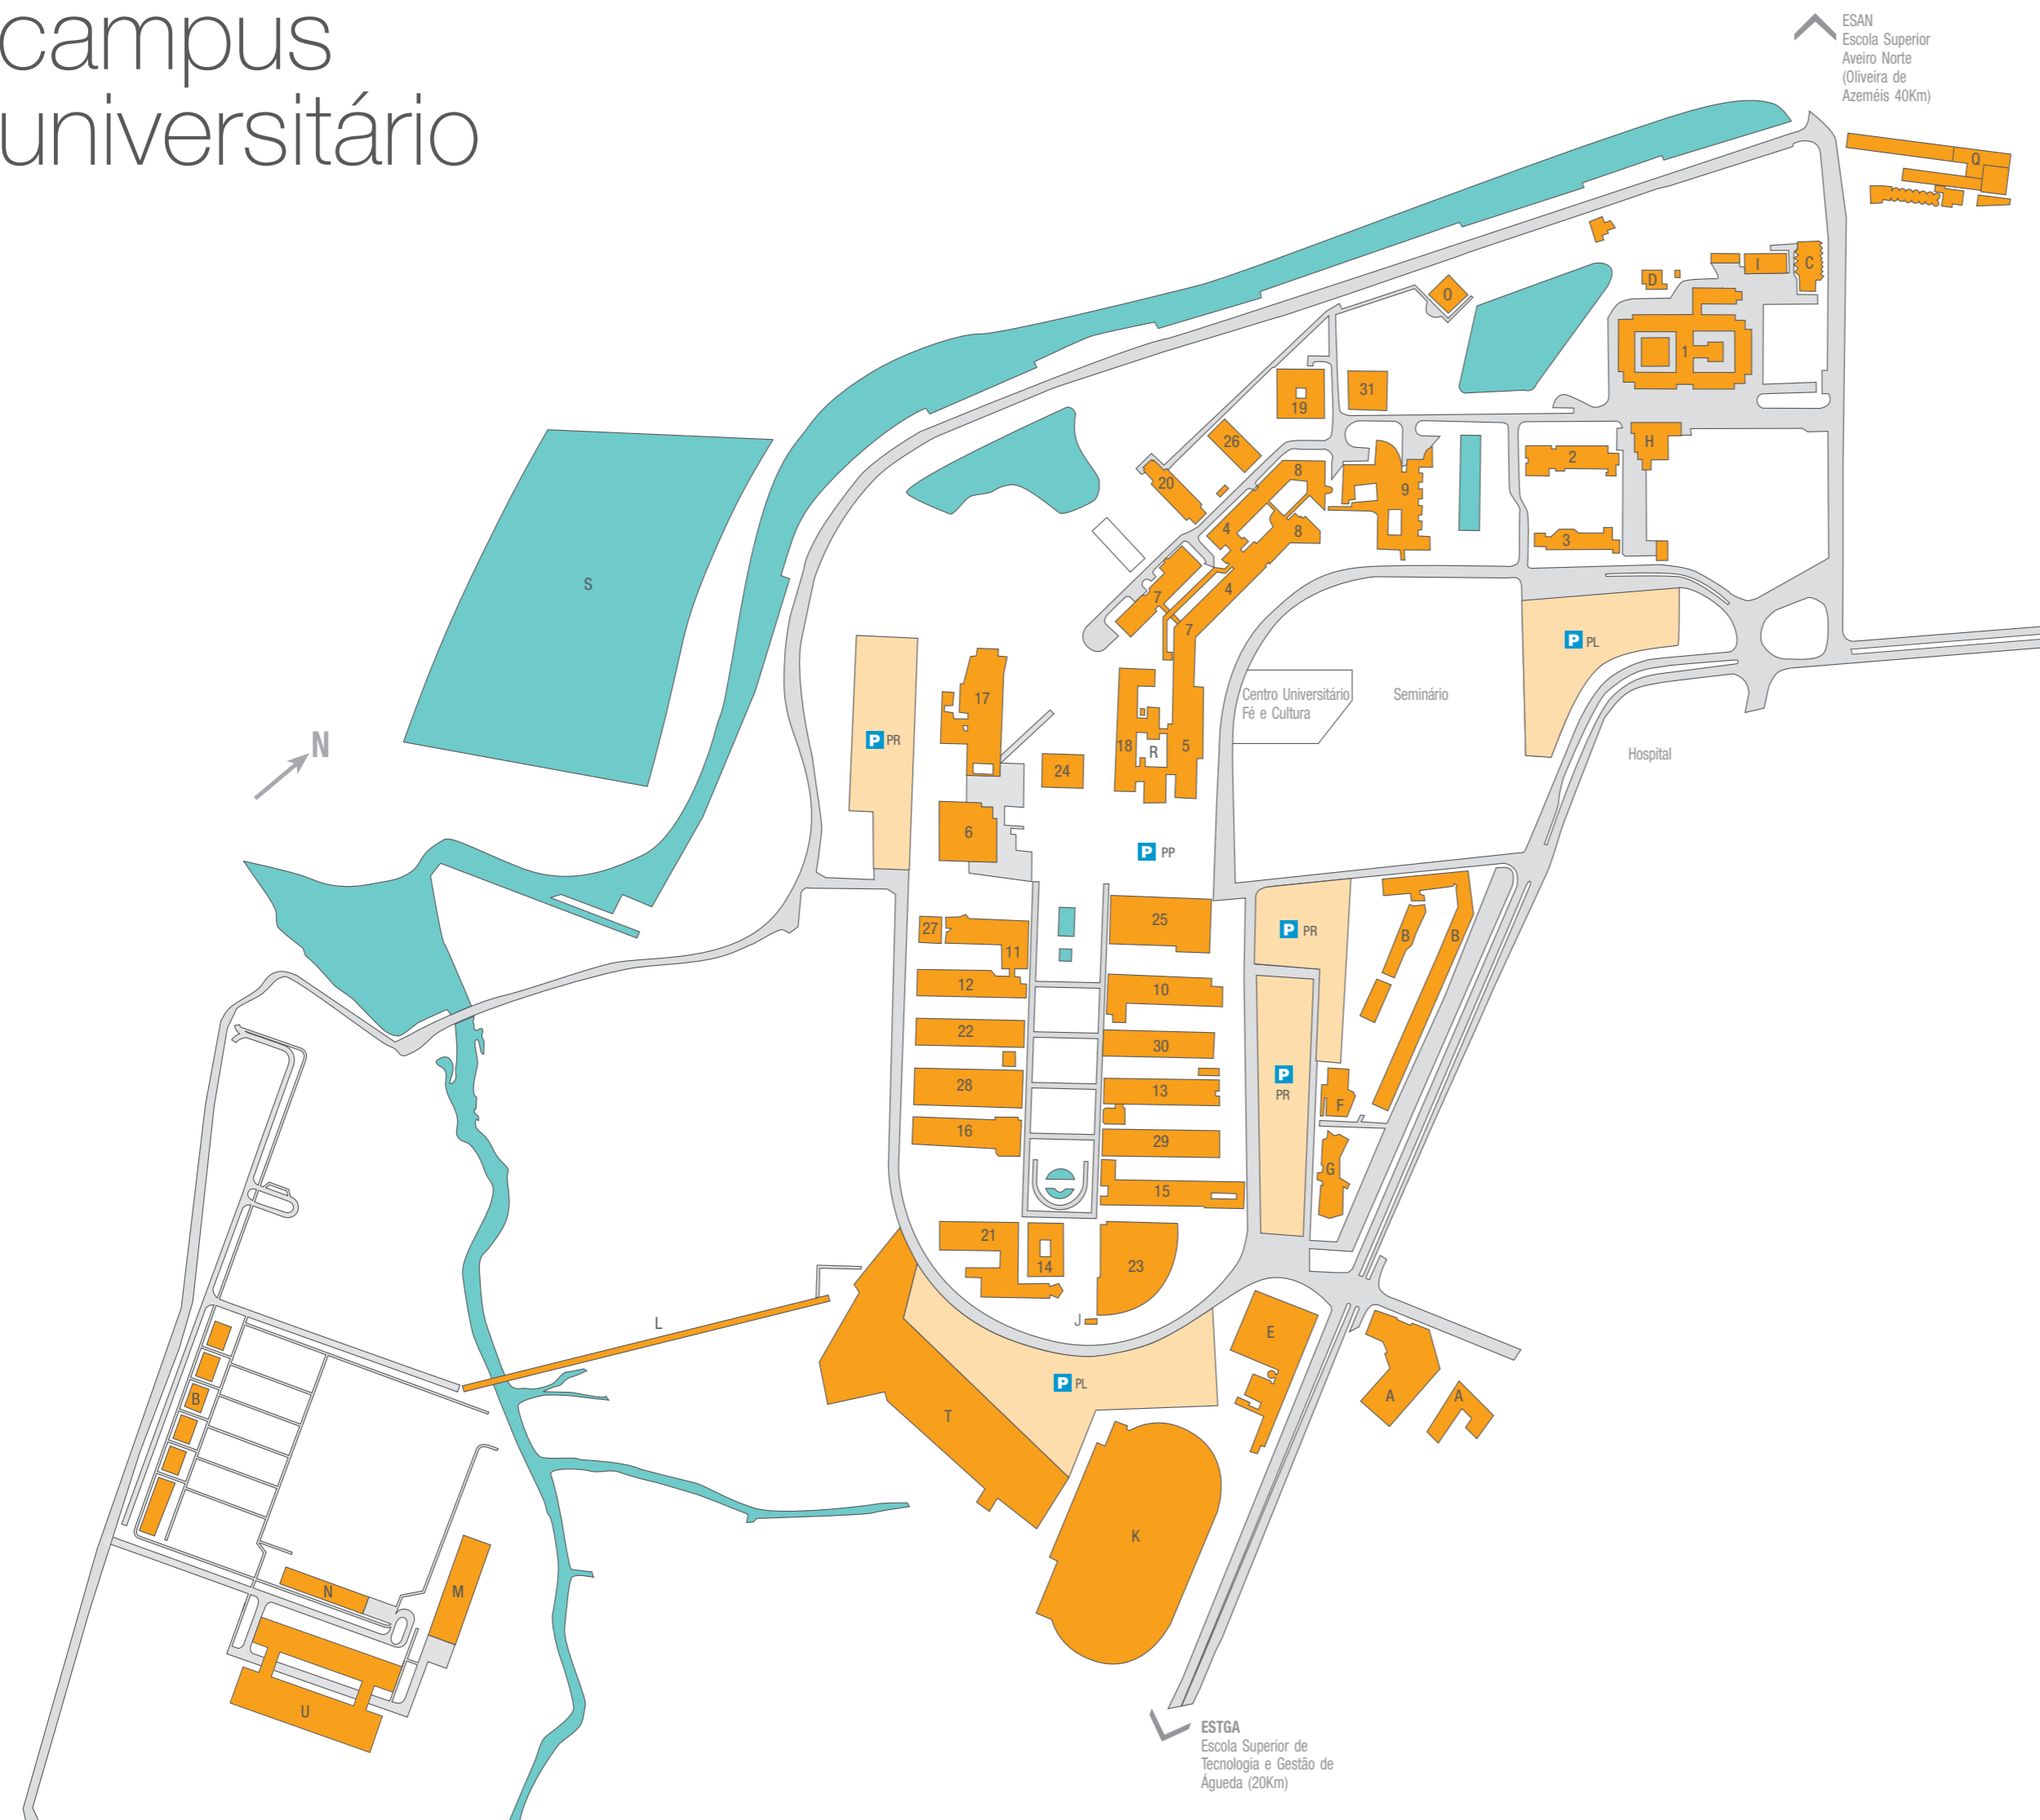 campus
universitário
ESAN
Escola Superior
Aveiro Norte
(Oliveira de
Azeméis 40Km)
Q
D
I
C
O
1
31
19
26
H
2
20
8
9
4
8
3
S
7
4
7
P PL
Centro Universitário
Fé e Cultura
Seminário
17
P PR
N
18
R
5
Hospital
24
6
P PP
27
25
P PR
B
B
11
12
10
22
30
28
13
P
PR
F
16
29
G
15
21
14
23
J
L
E
P PL
A
A
B
T
K
N
M
U
ESTGA
Escola Superior de
Tecnologia e Gestão de
Águeda (20Km)